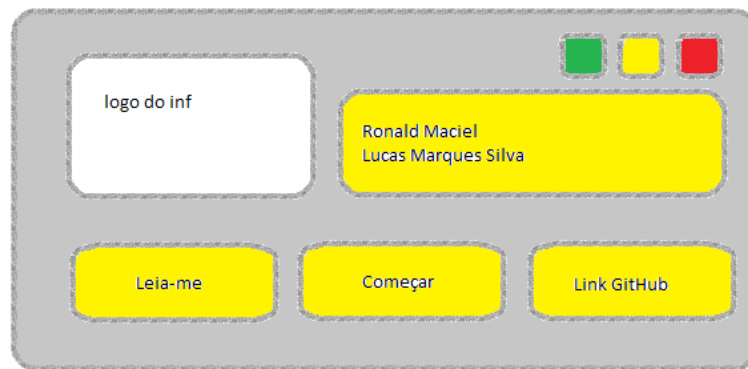 logo do inf
Ronald Maciel
Lucas Marques Silva
Leia-me
Começar
Link GitHub